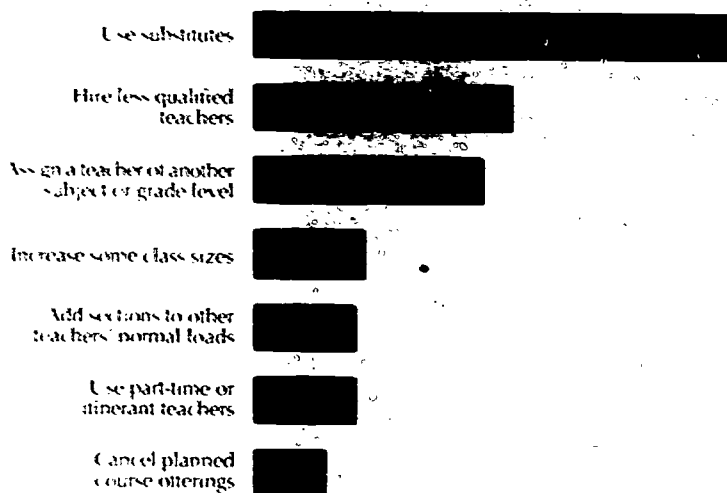 Use substitutes
Hire less qualified
teachers
Assign a teacher of another
subject or grade level
Increase some class sizes
Add sections to other
teachers' normal loads
Use part-time or
itinerant teachers
Cancel planned
course offerings